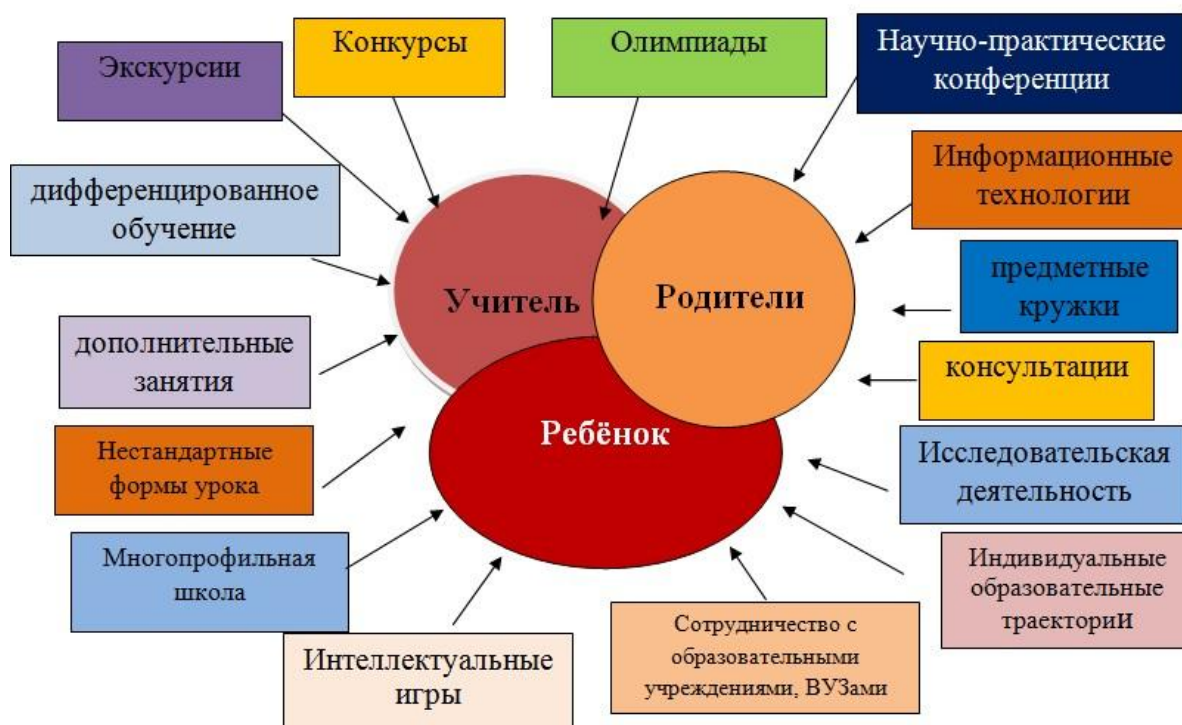 Экскурсии
Конкурсы
Олимпиады
Научно-практические
конференции
дифференцированное
обучение
Информационные
технологии
Учитель
Родители
предметные
кружки
дополнительные
занятия
консультации
Ребёнок
Нестандартные
формы урока
Исследовательская
деятельность
Многопрофильная
школа
Индивидуальные
образовательные
траектории
Интеллектуальные
игры
Сотрудничество с
образовательными
учреждениями, ВУЗами